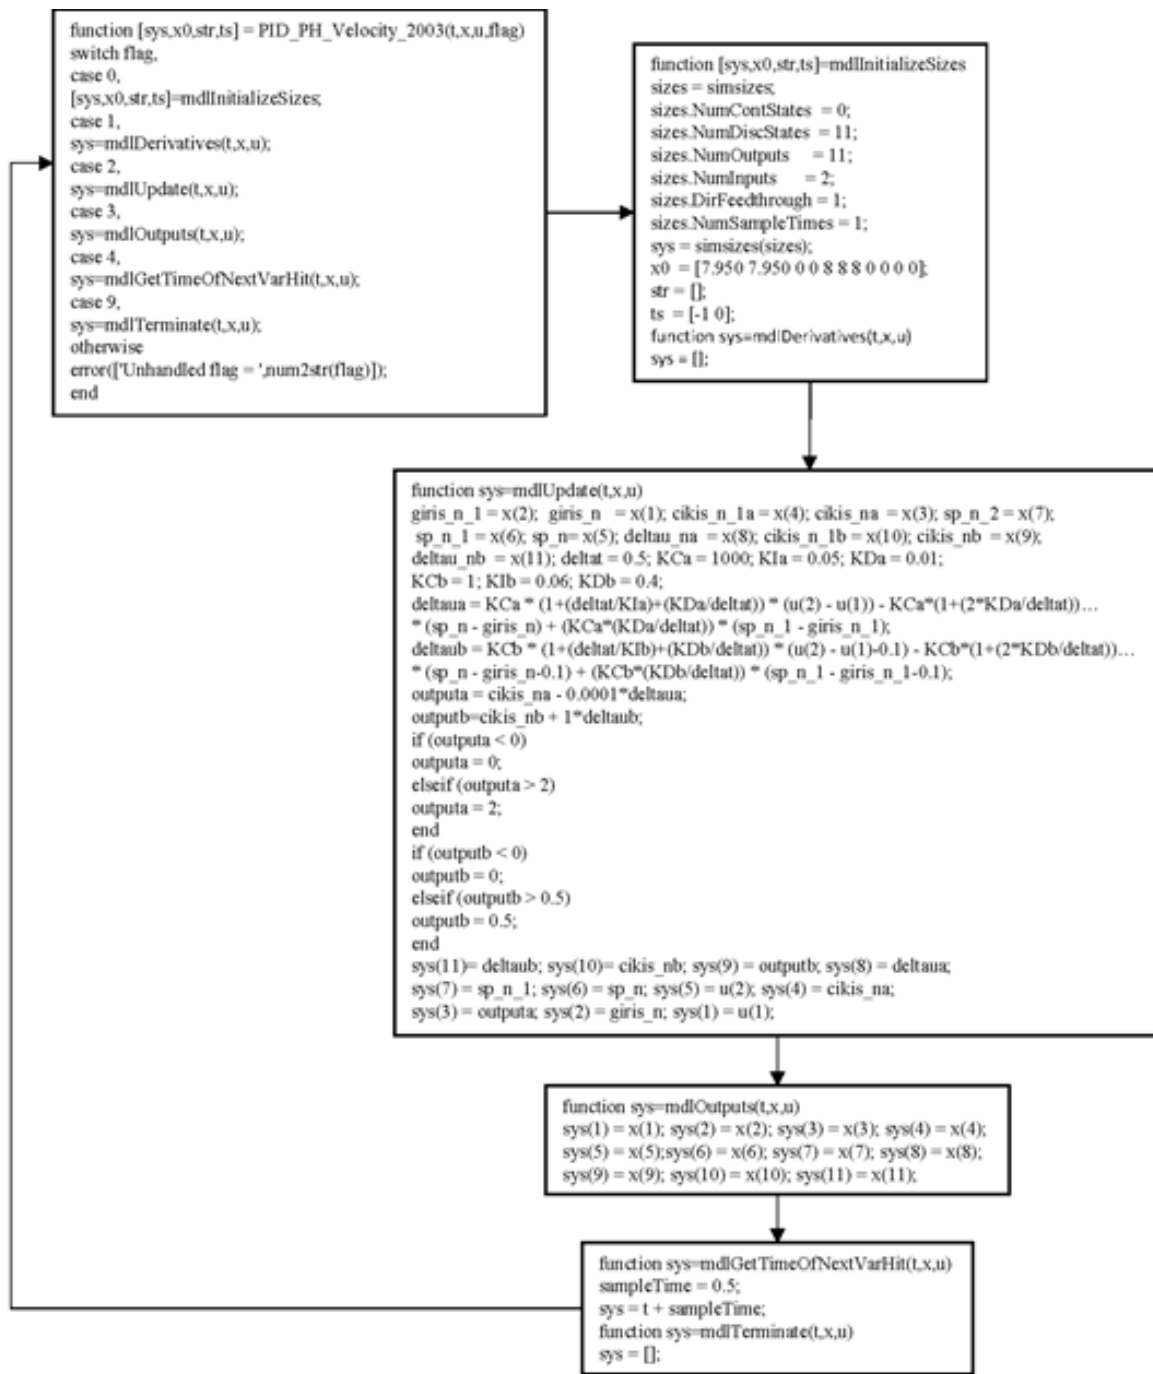 function [sys,x0,str,ts] = PID_PH_Velocity_2003(t,x,u,flag)
switch flag,
case 0,
[sys,x0,str,ts]=mdlInitializeSizes;
case 1,
sys=mdlDerivatives(t,x,u);
case 2,
sys=mdlUpdate(t,x,u);
case 3,
sys=mdlOutputs(t,x,u);
case 4,
sys=mdlGetTimeOfNextVarHit(t,x,u);
case 9,
sys=mdlTerminate(t,x,u);
otherwise
error(['Unhandled flag = ',num2str(flag)]);
end
function [sys,x0,str,ts]=mdlInitializeSizes
sizes = simsizes;
sizes.NumContStates = 0;
sizes.NumDiscStates = 11;
sizes.NumOutputs = 11;
sizes.NumInputs = 2;
sizes.DirFeedthrough = 1;
sizes.NumSampleTimes = 1;
sys = simsizes(sizes);
x0 = [7.950 7.950 0 0 8 8 8 0 0 0 0];
str = [];
ts = [-1 0];
function sys=mdlDerivatives(t,x,u)
sys = [];
function sys=mdlUpdate(t,x,u)
giris_n_1 = x(2); giris_n = x(1); cikis_n_1a = x(4); cikis_na = x(3); sp_n_2 = x(7);
sp_n_1 = x(6); sp_n= x(5); deltau_na = x(8); cikis_n_1b = x(10); cikis_nb = x(9);
deltau_nb = x(11); deltat = 0.5; KCa = 1000; KIa = 0.05; KDa = 0.01;
KCb = 1; KIb = 0.06; KDb = 0.4;
deltaua = KCa * (1+(deltat/KIa)+(KDa/deltat)) * (u(2) - u(1)) - KCa*(1+(2*KDa/deltat))…
* (sp_n - giris_n) + (KCa*(KDa/deltat)) * (sp_n_1 - giris_n_1);
deltaub = KCb * (1+(deltat/KIb)+(KDb/deltat)) * (u(2) - u(1)-0.1) - KCb*(1+(2*KDb/deltat))…
* (sp_n - giris_n-0.1) + (KCb*(KDb/deltat)) * (sp_n_1 - giris_n_1-0.1);
outputa = cikis_na - 0.0001*deltaua;
outputb=cikis_nb + 1*deltaub;
if (outputa < 0)
outputa = 0;
elseif (outputa > 2)
outputa = 2;
end
if (outputb < 0)
outputb = 0;
elseif (outputb > 0.5)
outputb = 0.5;
end
sys(11)= deltaub; sys(10)= cikis_nb; sys(9) = outputb; sys(8) = deltaua;
sys(7) = sp_n_1; sys(6) = sp_n; sys(5) = u(2); sys(4) = cikis_na;
sys(3) = outputa; sys(2) = giris_n; sys(1) = u(1);
function sys=mdlOutputs(t,x,u)
sys(1) = x(1); sys(2) = x(2); sys(3) = x(3); sys(4) = x(4);
sys(5) = x(5);sys(6) = x(6); sys(7) = x(7); sys(8) = x(8);
sys(9) = x(9); sys(10) = x(10); sys(11) = x(11);
function sys=mdlGetTimeOfNextVarHit(t,x,u)
sampleTime = 0.5;
sys = t + sampleTime;
function sys=mdlTerminate(t,x,u)
sys = [];